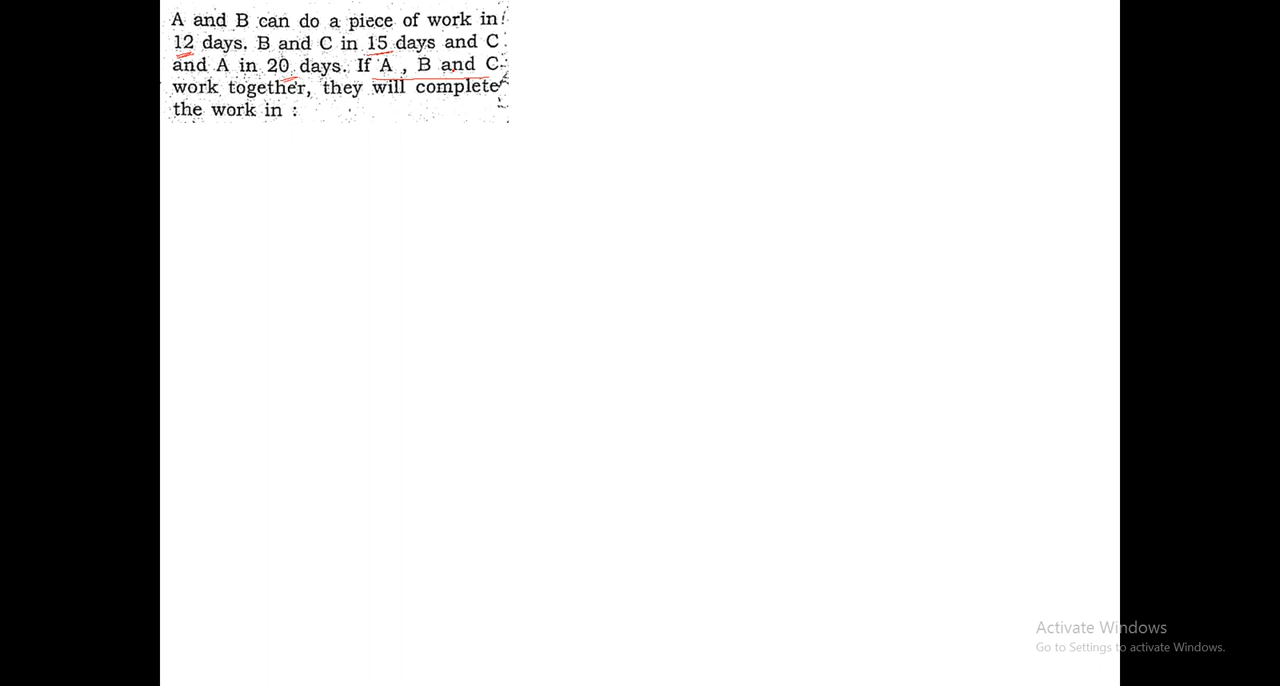 A and B can do a piece of work in
12 days. B and C in 15 days and C
and A in 20 days. If A , B and C
work together, they will complete
the work in :
Activate Windows
Go to Settings to activate Windows.